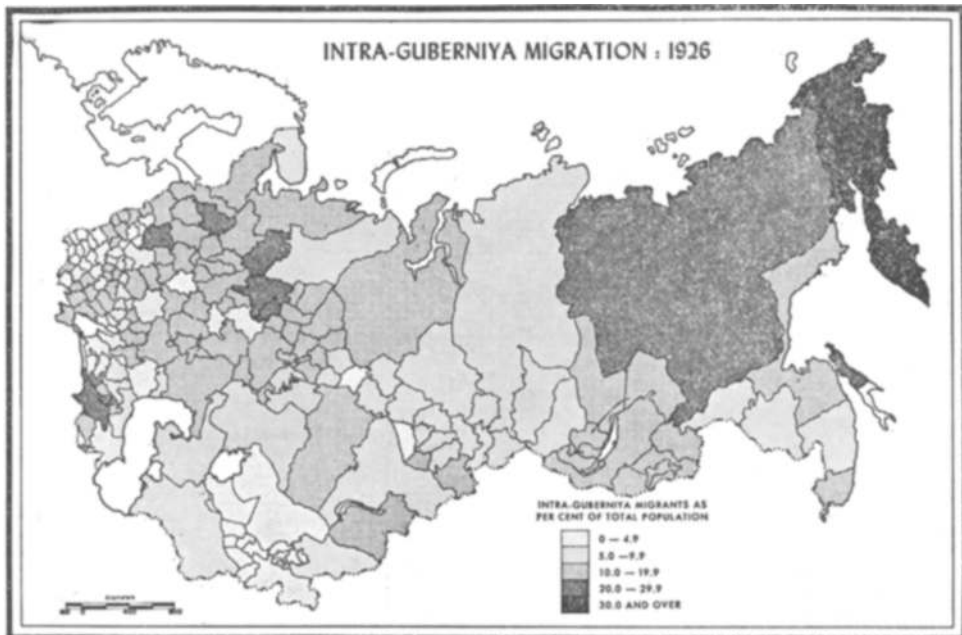 INTRA-GUBERNIYA MIGRATION : 1926
INTRA-GUBERNIYA MIGRANTS AS
PER CENT OF TOTAL POPULATION
0 — 4.9
5.0 — 9.9
10.0 — 19.9
20.0 — 29.9
30.0 AND OVER